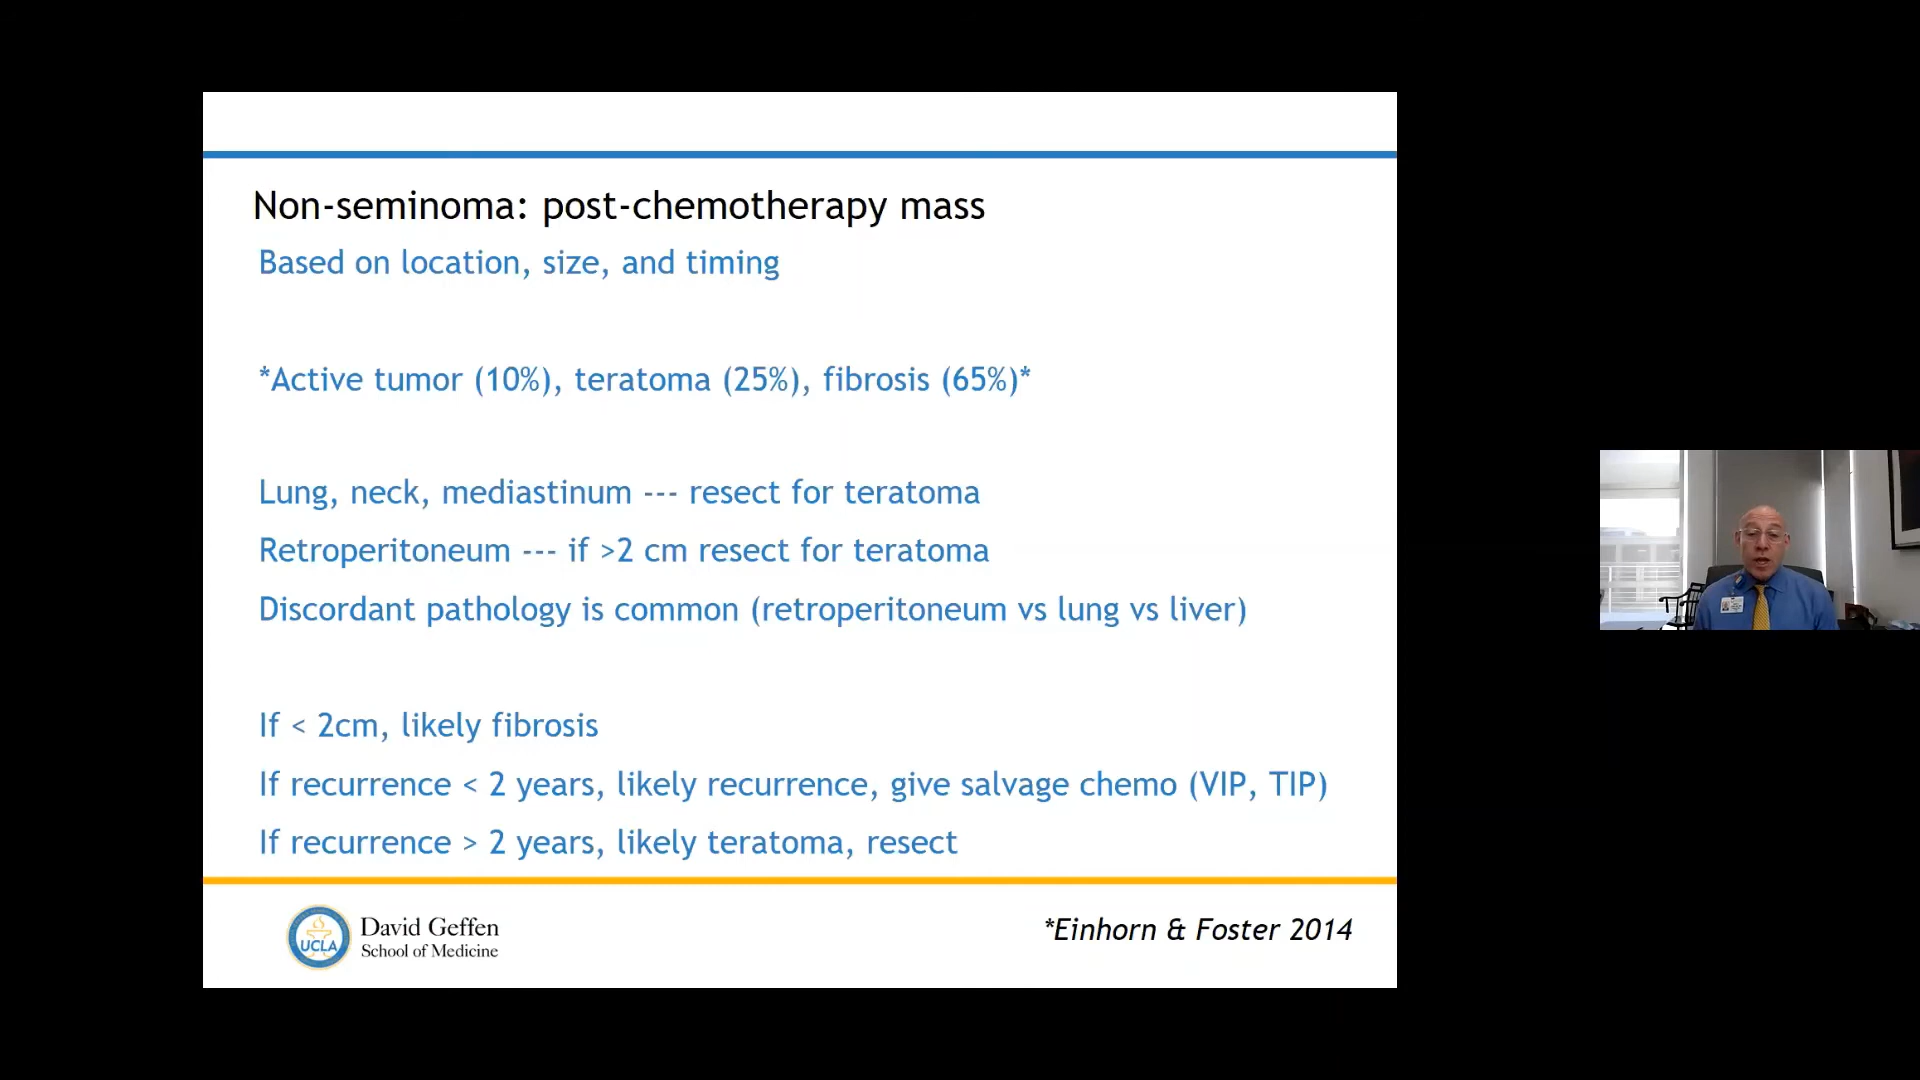 Non-seminoma: post-chemotherapy mass
Based on location, size, and timing
*Active tumor (10%), teratoma (25%), fibrosis (65%)*
Lung, neck, mediastinum --- resect for teratoma
Retroperitoneum --- if >2 cm resect for teratoma
Discordant pathology is common (retroperitoneum vs lung vs liver)
If < 2cm, likely fibrosis
If recurrence < 2 years, likely recurrence, give salvage chemo (VIP, TIP)
If recurrence > 2 years, likely teratoma, resect
UCLA
David Geffen
School of Medicine
*Einhorn & Foster 2014